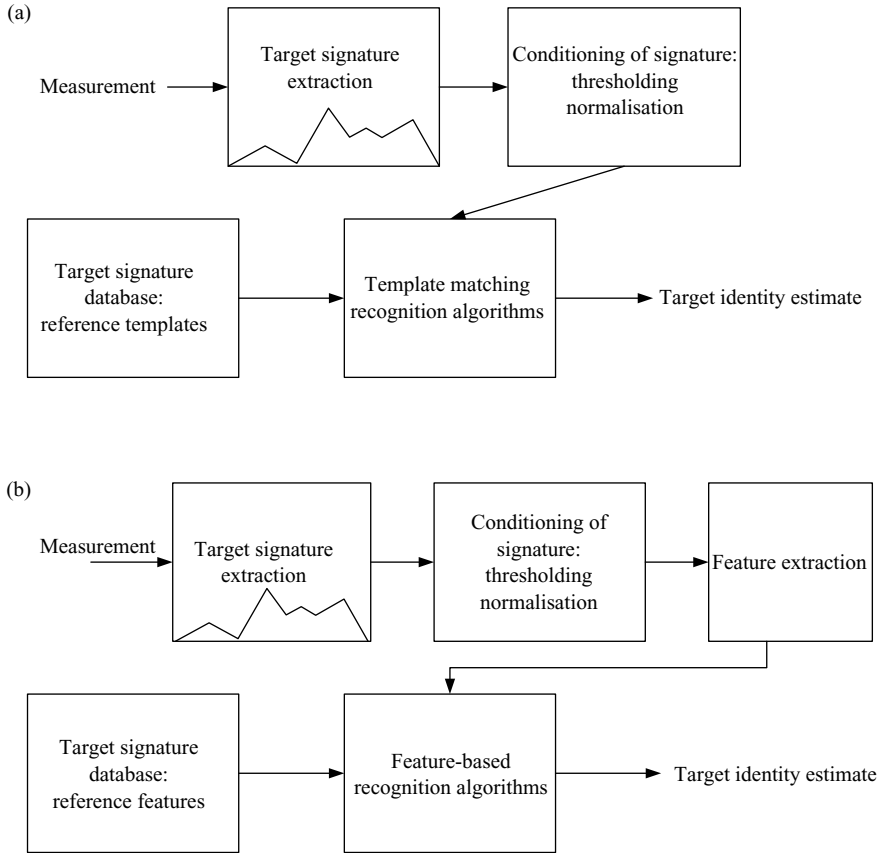 (a)
Measurement
Target signature
extraction
Conditioning of signature:
thresholding
normalisation
Target signature
database:
reference templates
Template matching
recognition algorithms
Target identity estimate
(b)
Measurement
Target signature
extraction
Conditioning of
signature:
thresholding
normalisation
Feature extraction
Target signature
database:
reference features
Feature-based
recognition algorithms
Target identity estimate